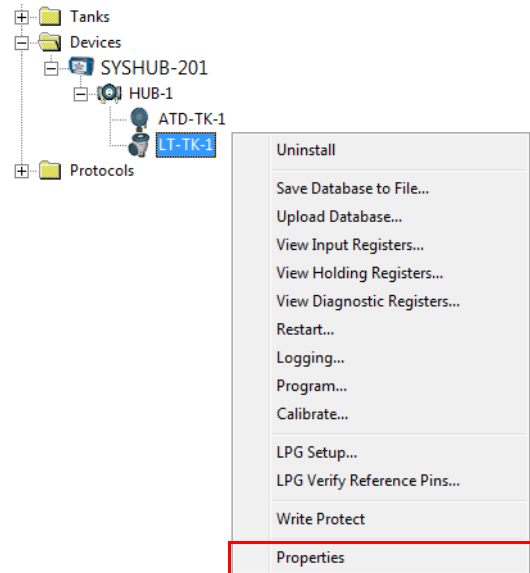 Tanks
Devices
SYSHUB-201
HUB-1
ATD-TK-1
LT-TK-1
Protocols
Uninstall
Save Database to File...
Upload Database...
View Input Registers...
View Holding Registers...
View Diagnostic Registers...
Restart...
Logging...
Program...
Calibrate...
LPG Setup...
LPG Verify Reference Pins...
Write Protect
Properties